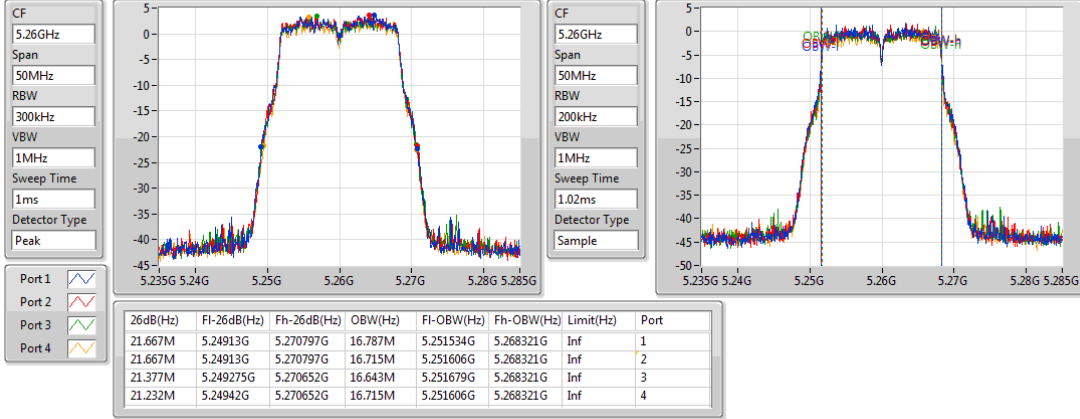 CF
5.26GHz
Span
50MHz
RBW
300kHz
VBW
1MHz
Sweep Time
1ms
Detector Type
Peak
5
0
-5
-10
-15
-20
-25
-30
-35
-40
-45
5.235G 5.24G 5.25G 5.26G 5.27G 5.28G 5.285G
CF
5.26GHz
Span
50MHz
RBW
200kHz
VBW
1MHz
Sweep Time
1.02ms
Detector Type
Sample
5
0
-5
-10
-15
-20
-25
-30
-35
-40
-45
-50
OBW-h
5.235G 5.24G 5.25G 5.26G 5.27G 5.28G 5.285G
Port 1
Port 2
Port 3
Port 4
26dB(Hz) Fl-26dB(Hz) Fh-26dB(Hz) OBW(Hz) Fl-OBW(Hz) Fh-OBW(Hz) Limit(Hz) Port
21.667M 5.24913G 5.270797G 16.787M 5.251534G 5.268321G Inf 1
21.667M 5.24913G 5.270797G 16.715M 5.251606G 5.268321G Inf 2
21.377M 5.249275G 5.270652G 16.643M 5.251679G 5.268321G Inf 3
21.232M 5.24942G 5.270652G 16.715M 5.251606G 5.268321G Inf 4